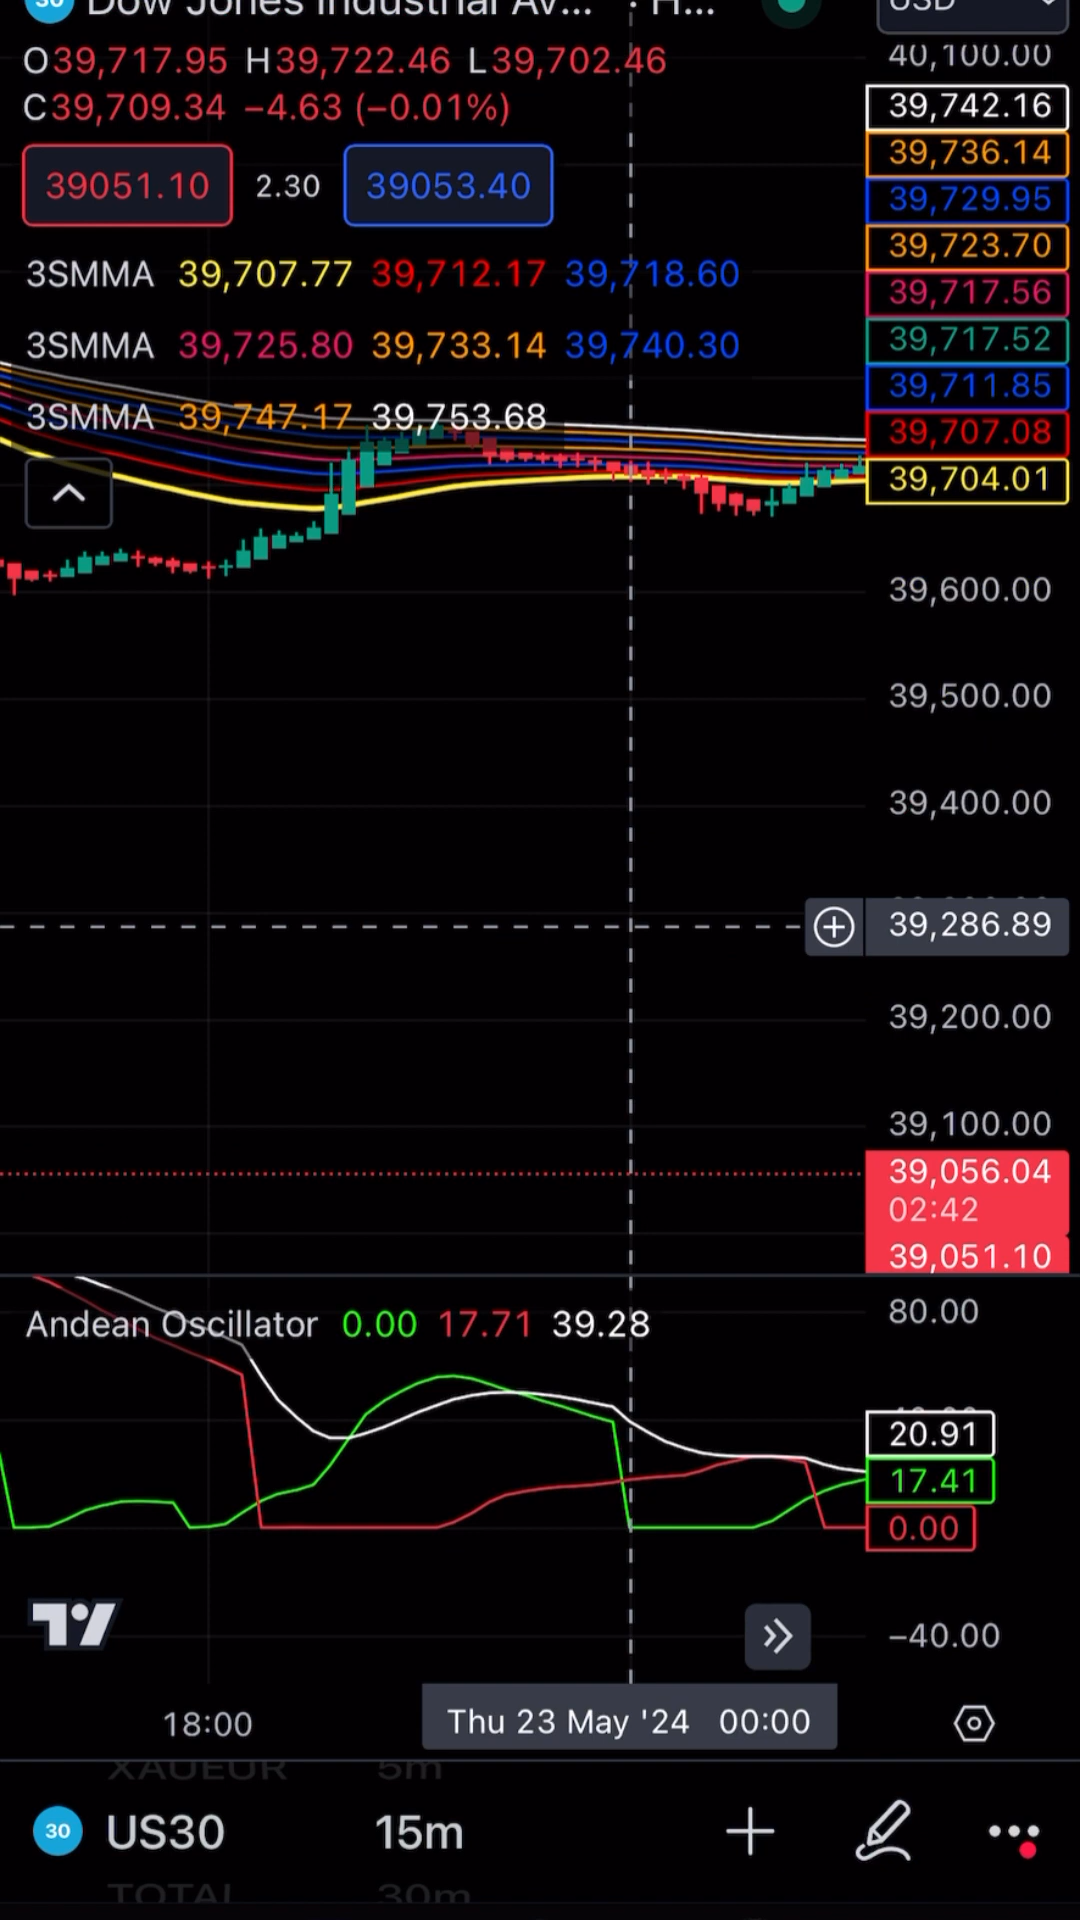 30 Dow Jones Industrial Av... · H... USD
O39,717.95 H39,722.46 L39,702.46
C39,709.34 −4.63 (−0.01%)
39051.10 2.30 39053.40
3SMMA 39,707.77 39,712.17 39,718.60
3SMMA 39,725.80 39,733.14 39,740.30
3SMMA 39,747.17 39,753.68
40,100.00
39,742.16
39,736.14
39,729.95
39,723.70
39,717.56
39,717.52
39,711.85
39,707.08
39,704.01
39,600.00
39,500.00
39,400.00
39,286.89
39,200.00
39,100.00
39,056.04
02:42
39,051.10
Andean Oscillator 0.00 17.71 39.28
80.00
20.91
17.41
0.00
−40.00
18:00 Thu 23 May '24 00:00
XAUEUR 5m
30 US30 15m
TOTAL 30m